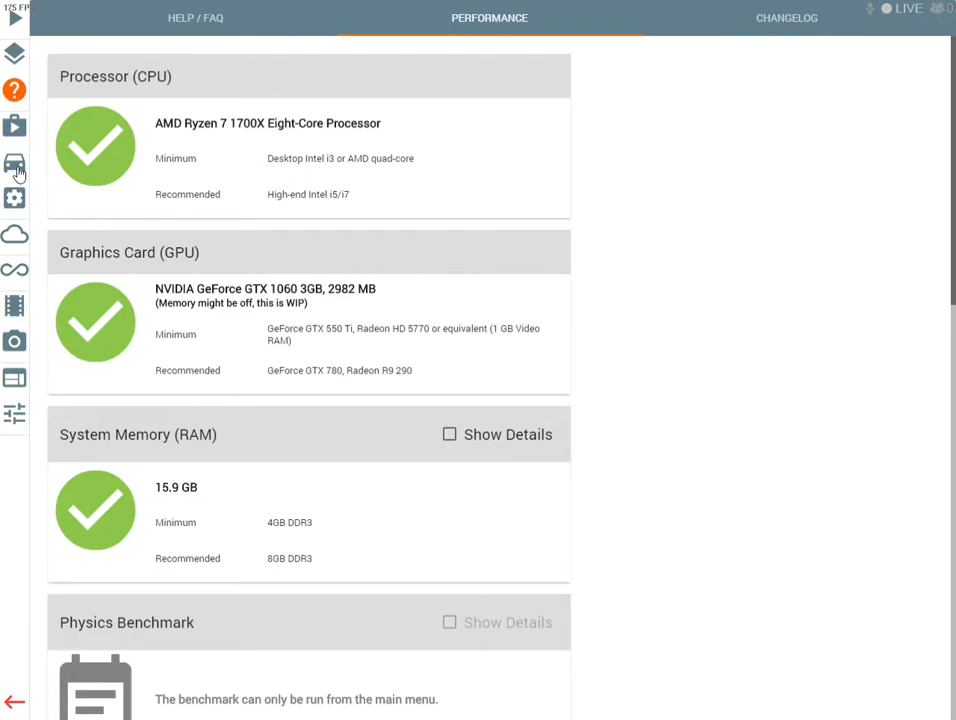 175 FP
HELP / FAQ
PERFORMANCE
CHANGELOG
LIVE
0
Processor (CPU)
AMD Ryzen 7 1700X Eight-Core Processor
Minimum
Desktop Intel i3 or AMD quad-core
Recommended
High-end Intel i5/i7
Graphics Card (GPU)
NVIDIA GeForce GTX 1060 3GB, 2982 MB
(Memory might be off, this is WIP)
Minimum
GeForce GTX 550 Ti, Radeon HD 5770 or equivalent (1 GB Video
RAM)
Recommended
GeForce GTX 780, Radeon R9 290
System Memory (RAM)
Show Details
15.9 GB
Minimum
4GB DDR3
Recommended
8GB DDR3
Physics Benchmark
Show Details
The benchmark can only be run from the main menu.